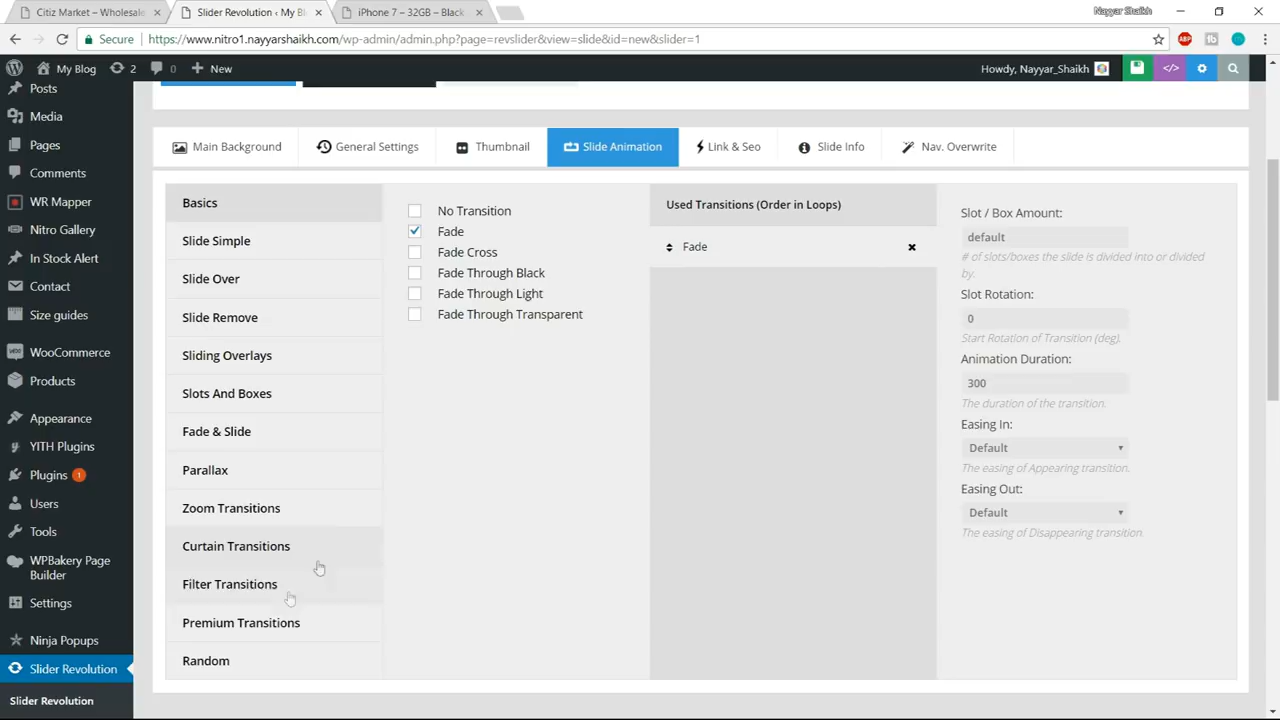 Citiz Market – Wholesale
Slider Revolution ‹ My Bl
iPhone 7 – 32GB – Black
Nayyar Shaikh
Secure
https://www.nitro1.nayyarshaikh.com/wp-admin/admin.php?page=revslider&view=slide&id=new&slider=1
ABP
My Blog
2
0
New
Howdy, Nayyar_Shaikh
</>
Posts
Media
Pages
Comments
WR Mapper
Nitro Gallery
In Stock Alert
Contact
Size guides
WooCommerce
Products
Appearance
YITH Plugins
Plugins 1
Users
Tools
WPBakery Page
Builder
Settings
Ninja Popups
Slider Revolution
Slider Revolution
Main Background
General Settings
Thumbnail
Slide Animation
Link & Seo
Slide Info
Nav. Overwrite
Basics
Slide Simple
Slide Over
Slide Remove
Sliding Overlays
Slots And Boxes
Fade & Slide
Parallax
Zoom Transitions
Curtain Transitions
Filter Transitions
Premium Transitions
Random
No Transition
Fade
Fade Cross
Fade Through Black
Fade Through Light
Fade Through Transparent
Used Transitions (Order in Loops)
Fade
Slot / Box Amount:
default
# of slots/boxes the slide is divided into or divided
by.
Slot Rotation:
0
Start Rotation of Transition (deg).
Animation Duration:
300
The duration of the transition.
Easing In:
Default
The easing of Appearing transition.
Easing Out:
Default
The easing of Disappearing transition.